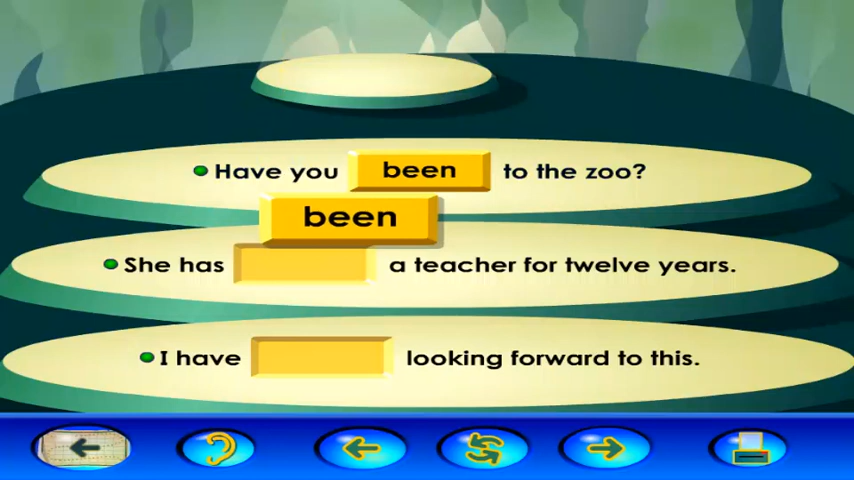 Have you been to the zoo?
been
She has a teacher for twelve years.
I have looking forward to this.